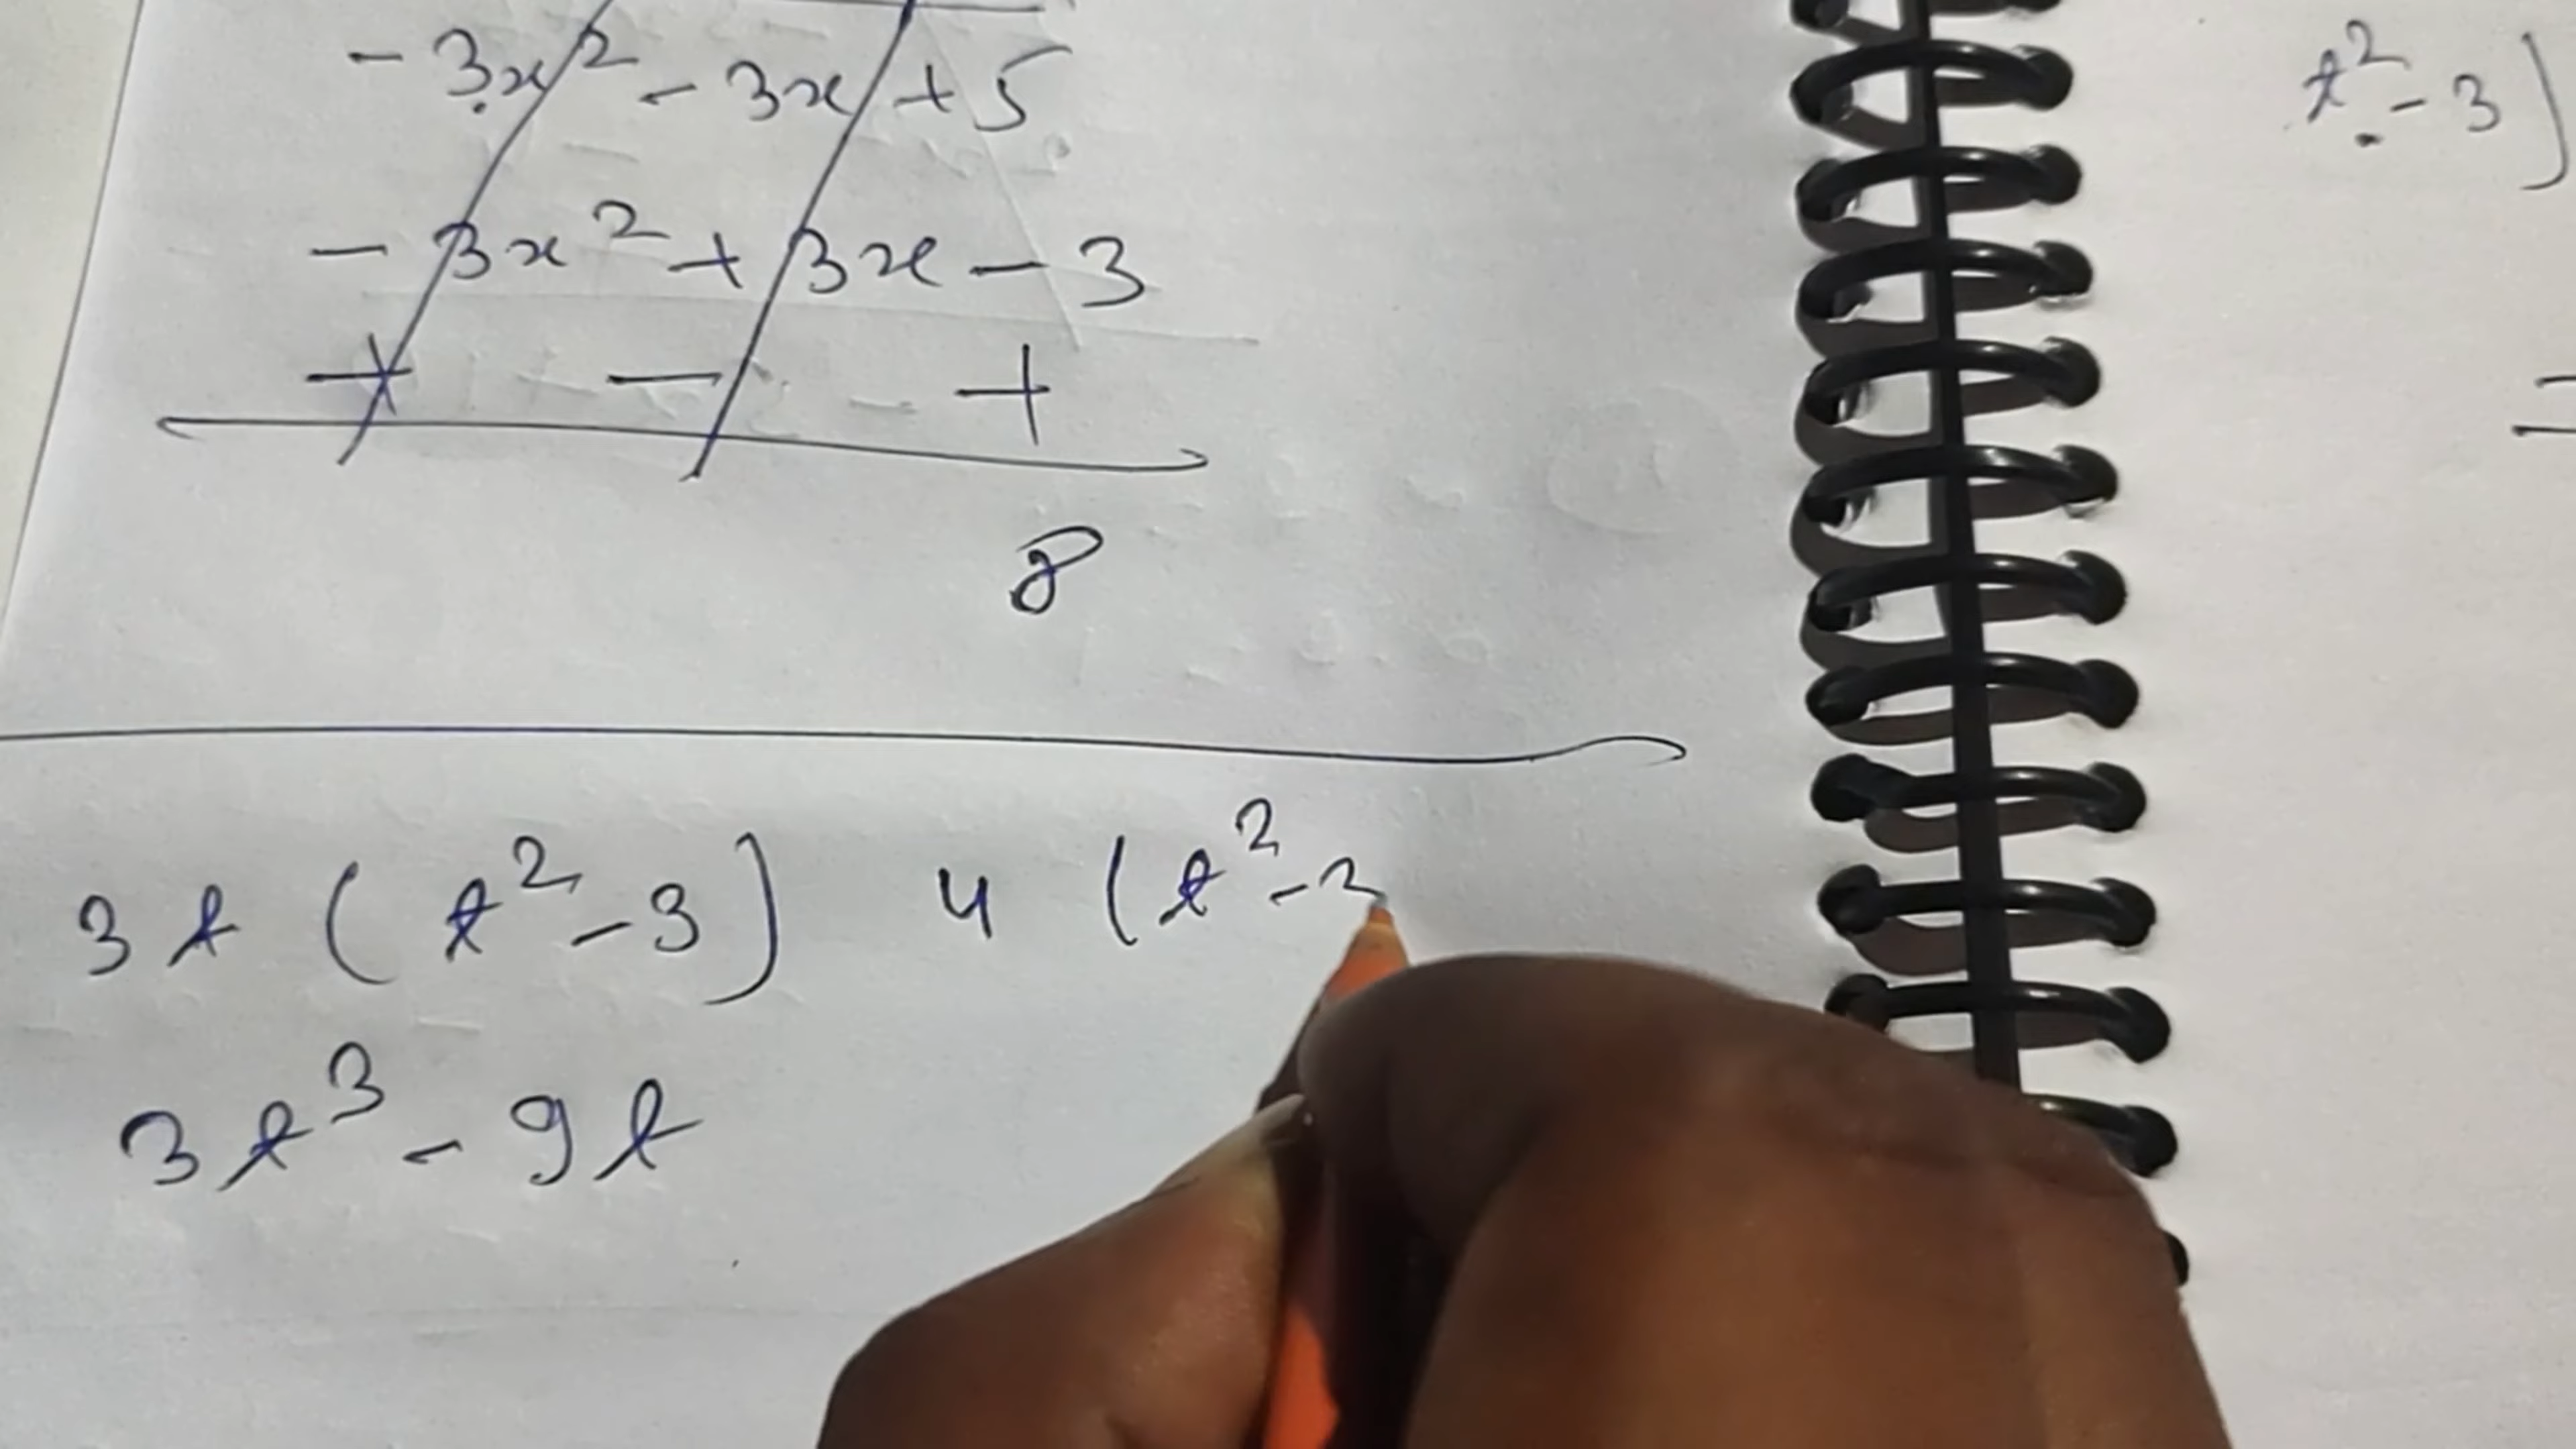 - 3x² - 3x + 5
- 3x² + 3x - 3
+ - +
8
3t (t² - 3) 4 (t² - 3
3t³ - 9t
t² - 3)
=